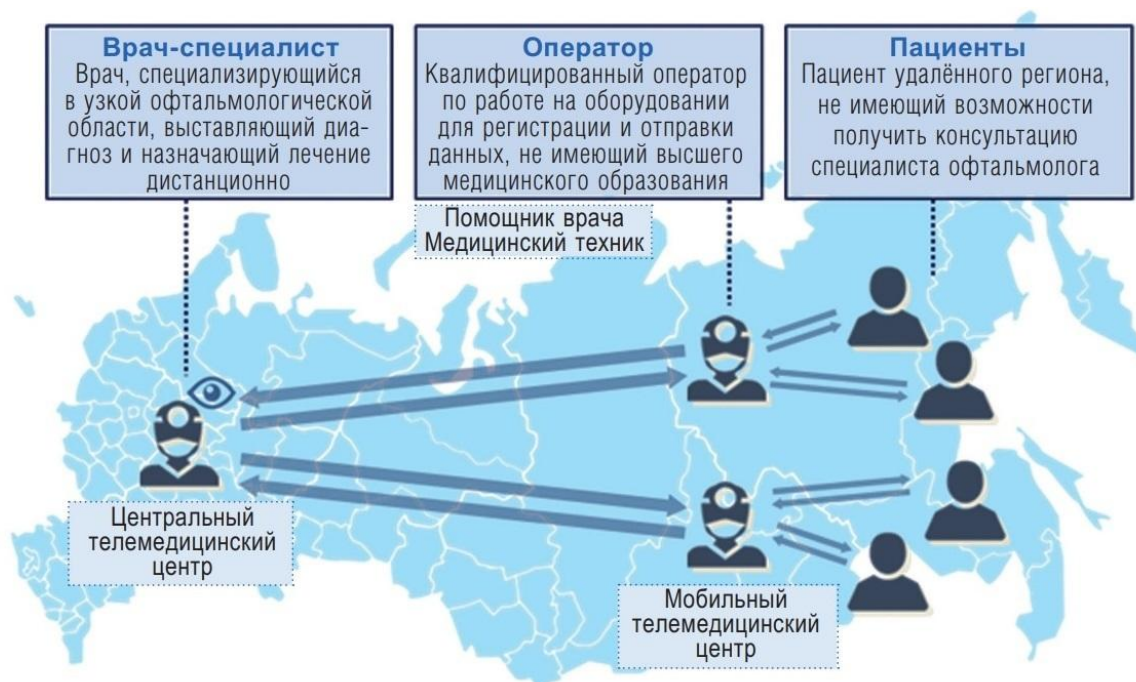 Врач-специалист
Врач, специализирующийся
в узкой офтальмологической
области, выставляющий диа-
гноз и назначающий лечение
дистанционно
Оператор
Квалифицированный оператор
по работе на оборудовании
для регистрации и отправки
данных, не имеющий высшего
медицинского образования
Пациенты
Пациент удалённого региона,
не имеющий возможности
получить консультацию
специалиста офтальмолога
Помощник врача
Медицинский техник
Центральный
телемедицинский
центр
Мобильный
телемедицинский
центр